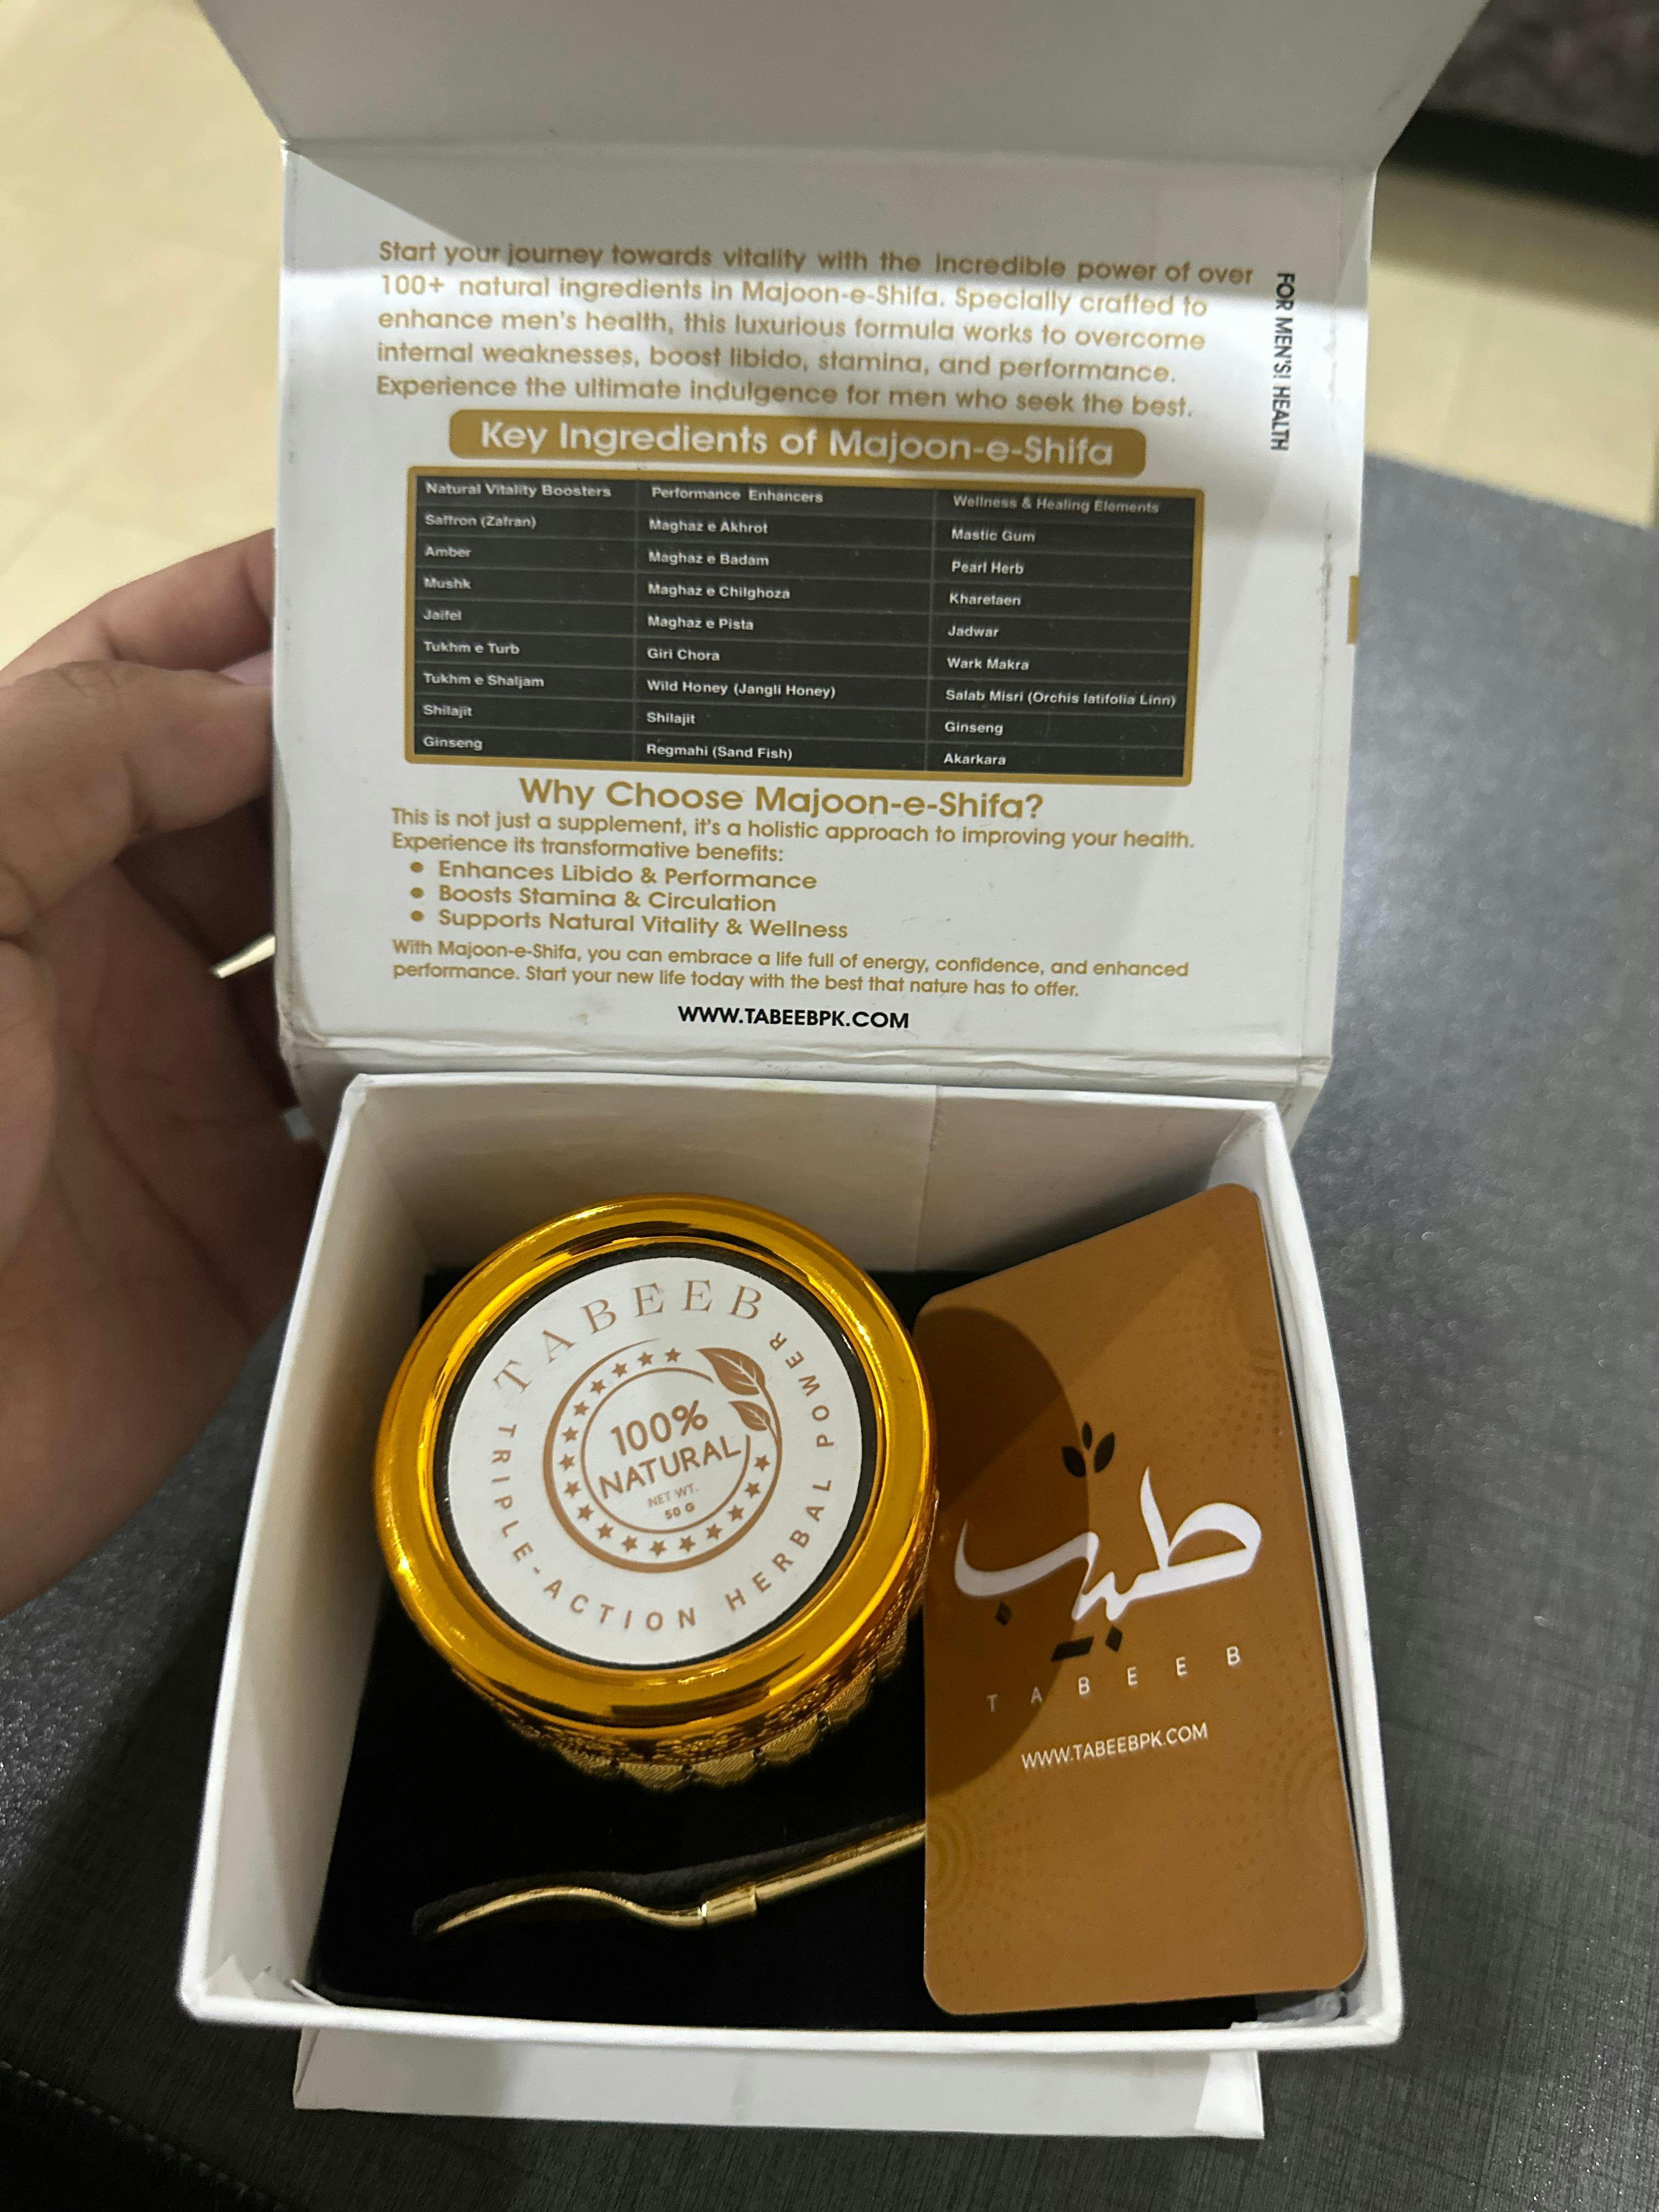 Start your journey towards vitality with the incredible power of over
100+ natural ingredients in Majoon-e-Shifa. Specially crafted to
enhance men's health, this luxurious formula works to overcome
internal weaknesses, boost libido, stamina, and performance.
Experience the ultimate indulgence for men who seek the best.
FOR MEN'S! HEALTH
Key Ingredients of Majoon-e-Shifa
Natural Vitality Boosters Performance Enhancers Wellness & Healing Elements
Saffron (Zafran) Maghaz e Akhrot Mastic Gum
Amber Maghaz e Badam Pearl Herb
Mushk Maghaz e Chilghoza Kharetaen
Jaifel Maghaz e Pista Jadwar
Tukhm e Turb Giri Chora Wark Makra
Tukhm e Shaljam Wild Honey (Jangli Honey) Salab Misri (Orchis latifolia Linn)
Shilajit Shilajit Ginseng
Ginseng Regmahi (Sand Fish) Akarkara
Why Choose Majoon-e-Shifa?
This is not just a supplement, it's a holistic approach to improving your health.
Experience its transformative benefits:
• Enhances Libido & Performance
• Boosts Stamina & Circulation
• Supports Natural Vitality & Wellness
With Majoon-e-Shifa, you can embrace a life full of energy, confidence, and enhanced
performance. Start your new life today with the best that nature has to offer.
WWW.TABEEBPK.COM
TABEEB
100%
NATURAL
NET WT.
50 G
TRIPLE-ACTION HERBAL POWER
طبیب
TABEEB
WWW.TABEEBPK.COM